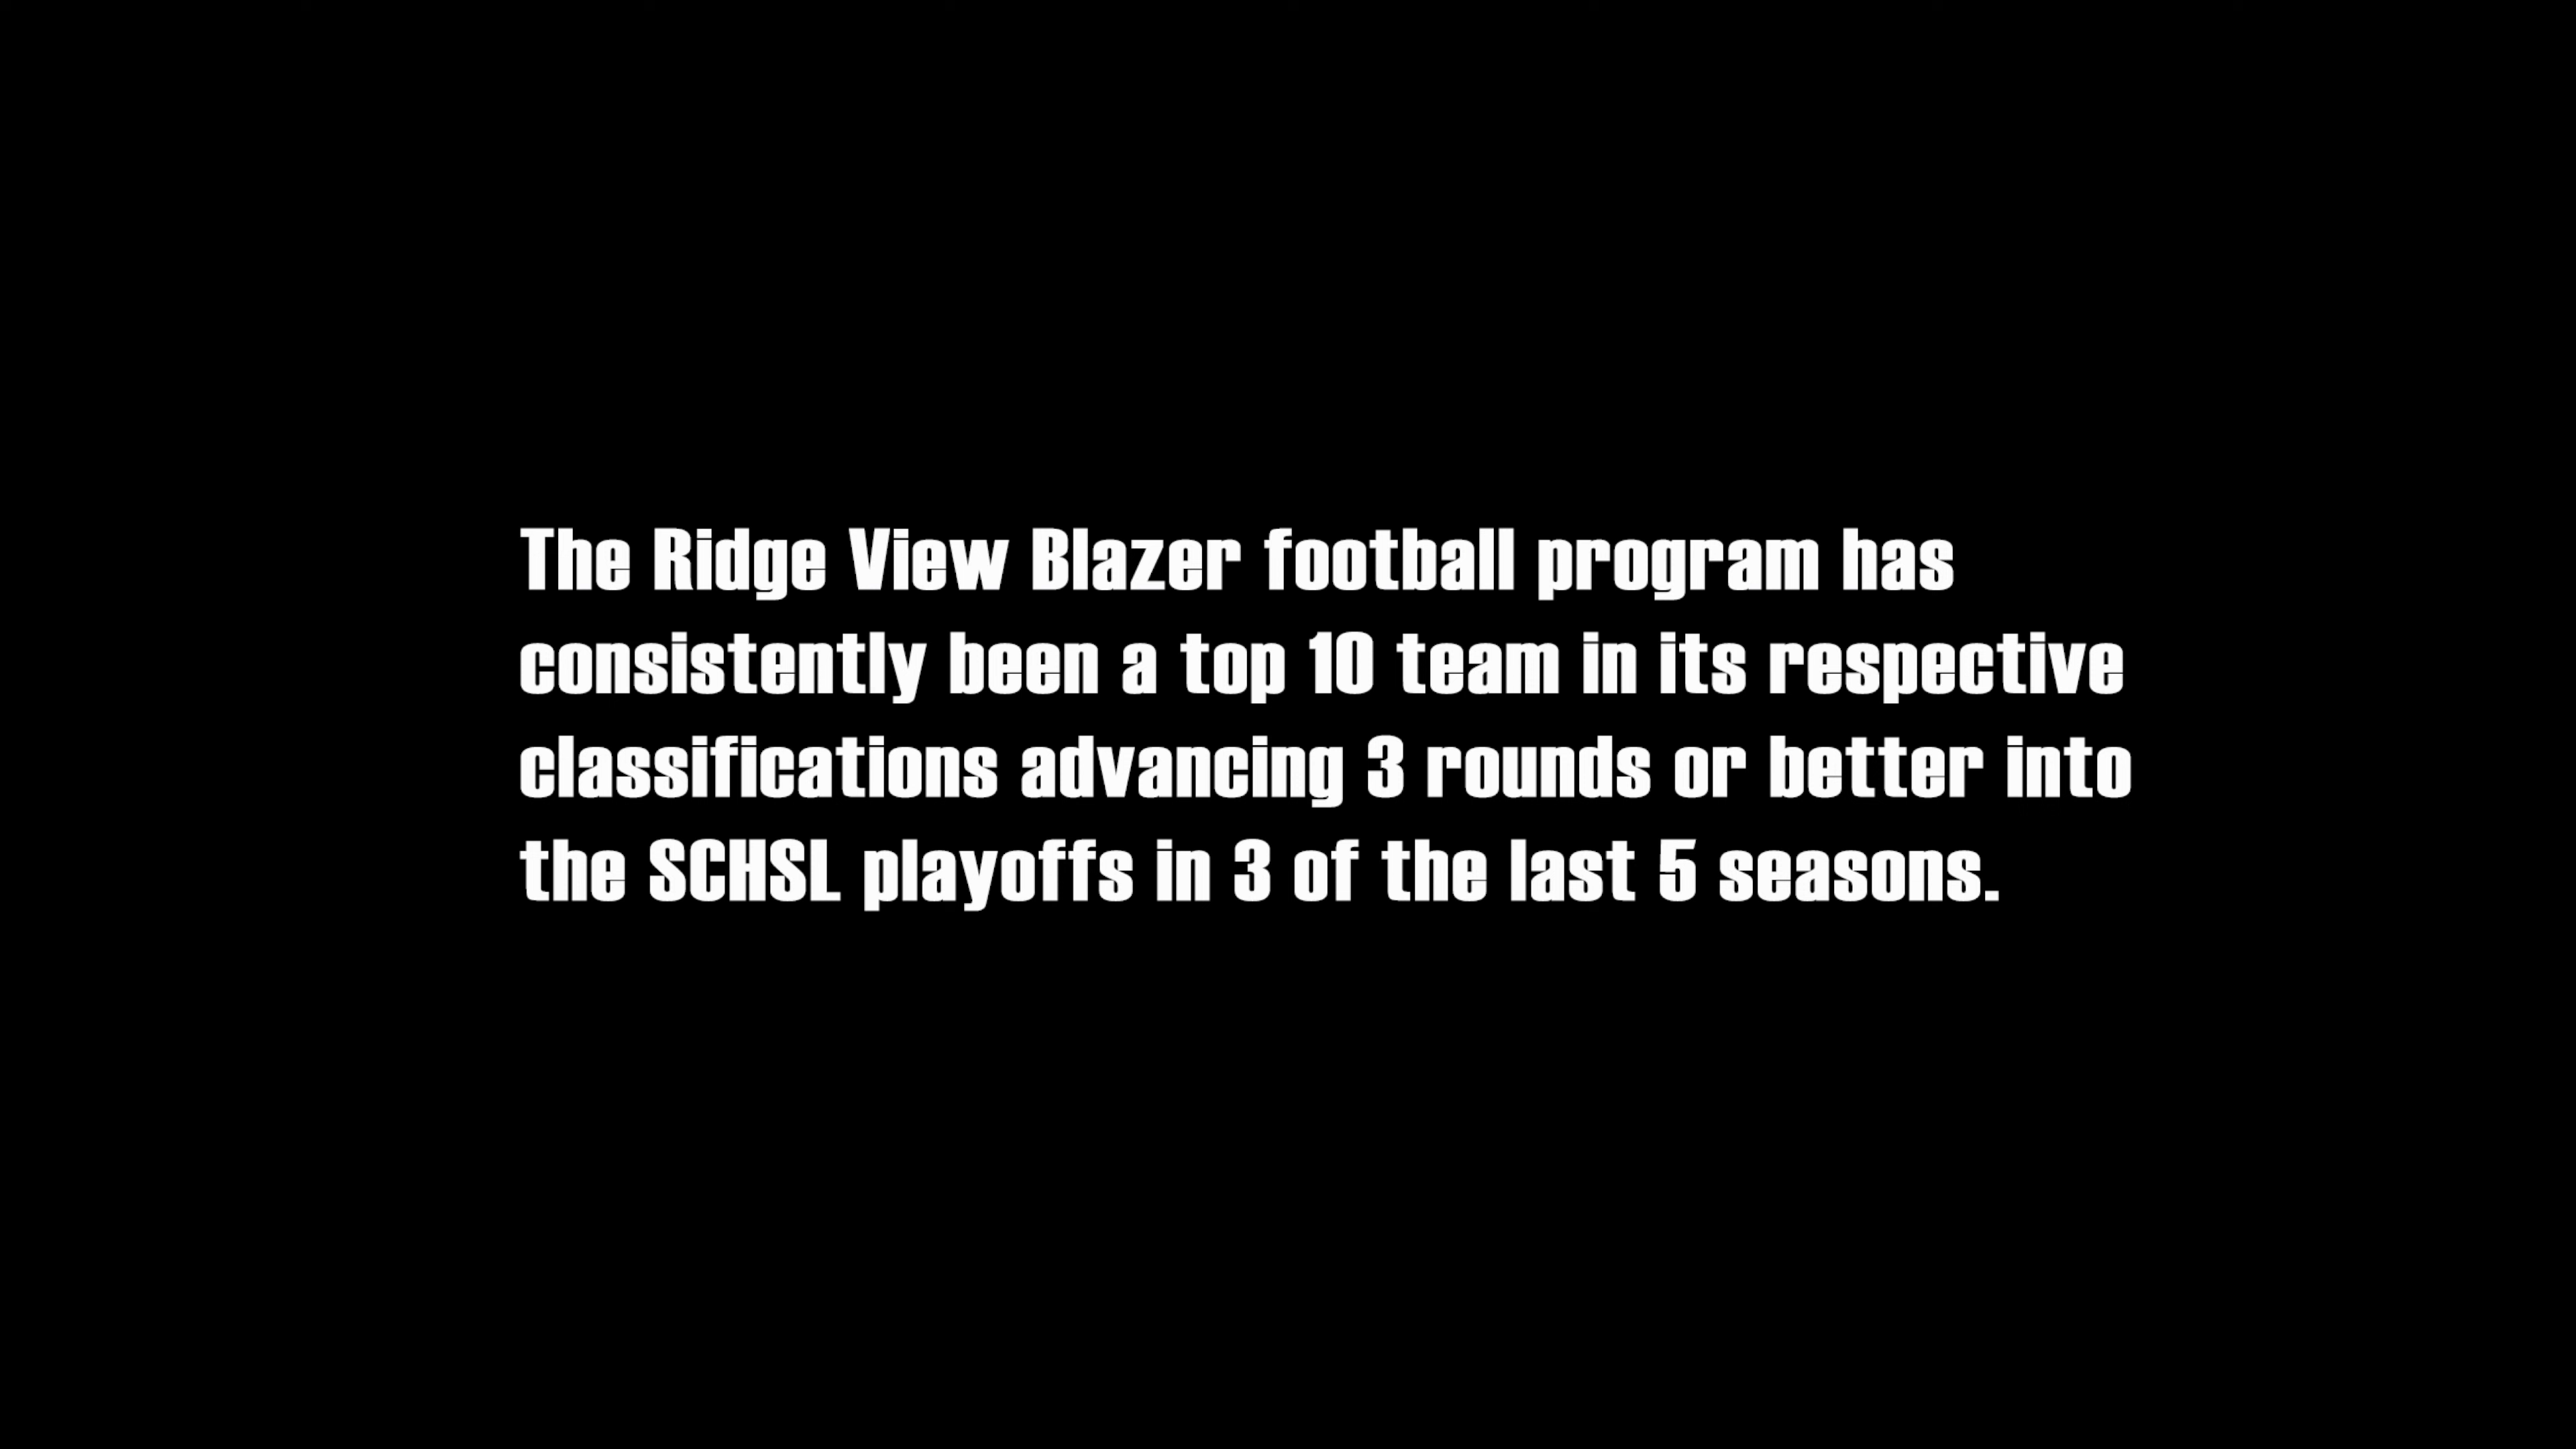 The Ridge View Blazer football program has
consistently been a top 10 team in its respective
classifications advancing 3 rounds or better into
the SCHSL playoffs in 3 of the last 5 seasons.